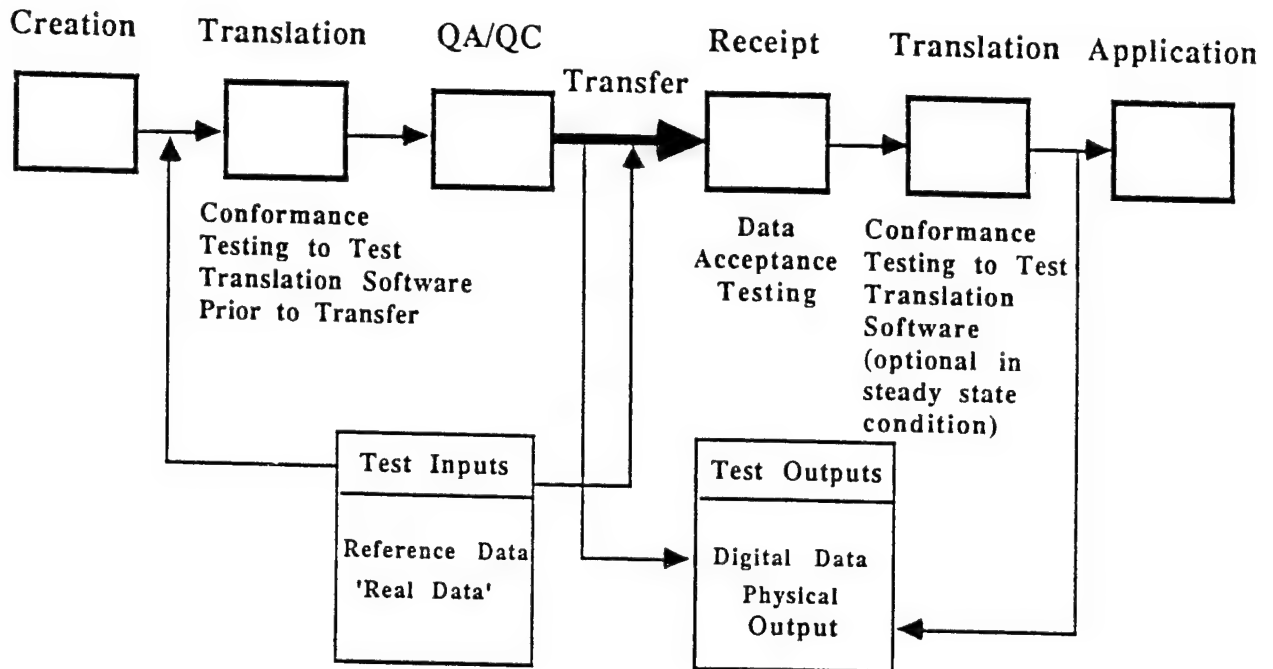 Creation
Translation
QA/QC
Transfer
Receipt
Translation
Application
Conformance
Testing to Test
Translation Software
Prior to Transfer
Data
Acceptance
Testing
Conformance
Testing to Test
Translation
Software
(optional in
steady state
condition)
Test Inputs
Reference Data
'Real Data'
Test Outputs
Digital Data
Physical
Output